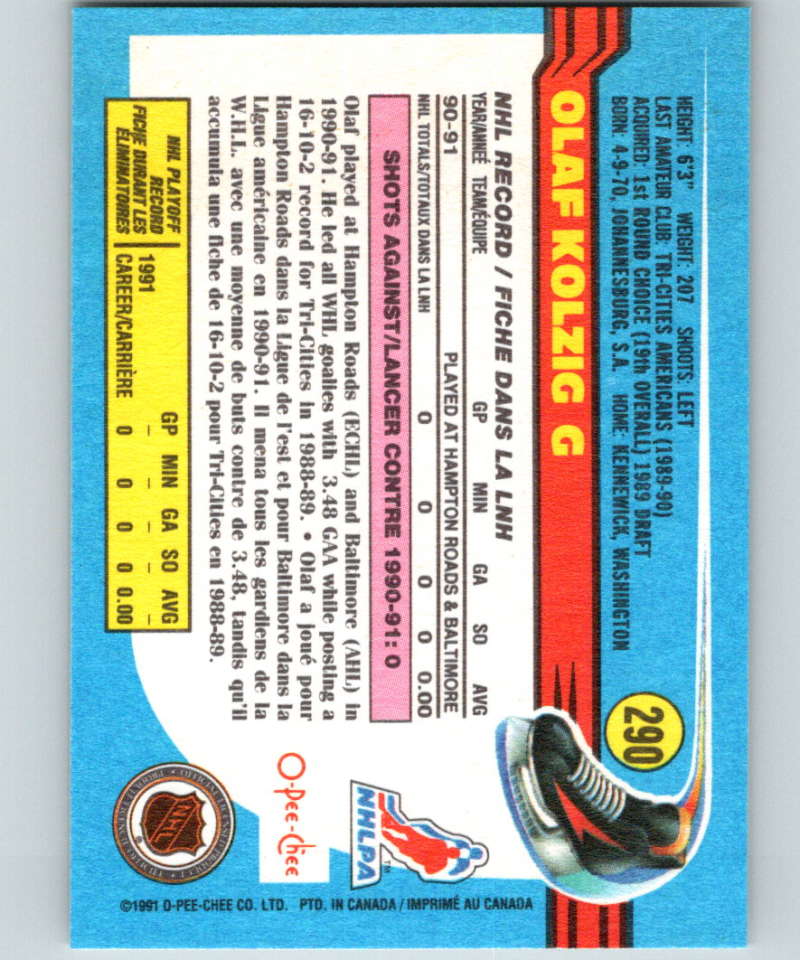 290
HEIGHT: 6'3" WEIGHT: 207 SHOOTS: LEFT
LAST AMATEUR CLUB: TRI-CITIES AMERICANS (1989-90)
ACQUIRED- 1st ROUND CHOICE (19th OVERALL) 1989 DRAFT
BORN: 4-9-70, JOHANNESBURG, S.A. HOME: KENNEWICK, WASHINGTON
OLAF KOLZIG G
NHL RECORD / FICHE DANS LA LNH
YEAR/ANNEÉ TEAM/ÉQUIPE GP MIN GA SO AVG
90-91 PLAYED AT HAMPTON ROADS & BALTIMORE
NHL TOTALS/TOTAUX DANS LA LNH 0 0 0 0 0.00
SHOTS AGAINST/LANCER CONTRE 1990-91: 0
Olaf played at Hampton Roads (ECHL) and Baltimore (AHL) in
1990-91. He led all WHL goalies with 3.48 GAA while posting a
16-10-2 record for Tri-Cities in 1988-89. • Olaf a joué pour
Hampton Roads dans la Ligue de l'est et pour Baltimore dans la
Ligue américaine en 1990-91. Il mena tous les gardiens de la
W.H.L. avec une moyenne de buts contre de 3.48, tandis qu'il
accumula une fiche de 16-10-2 pour Tri-Cities en 1988-89.
NHL PLAYOFF
RECORD
FICHE DURANT LES
ÉLIMINATOIRES
GP MIN GA SO AVG
1991 – – – – –
CAREER/CARRIÈRE 0 0 0 0 0.00
NHLPA
TM
O-Pee-Chee
NHL
©1991 O-PEE-CHEE CO. LTD. PTD. IN CANADA / IMPRIMÉ AU CANADA